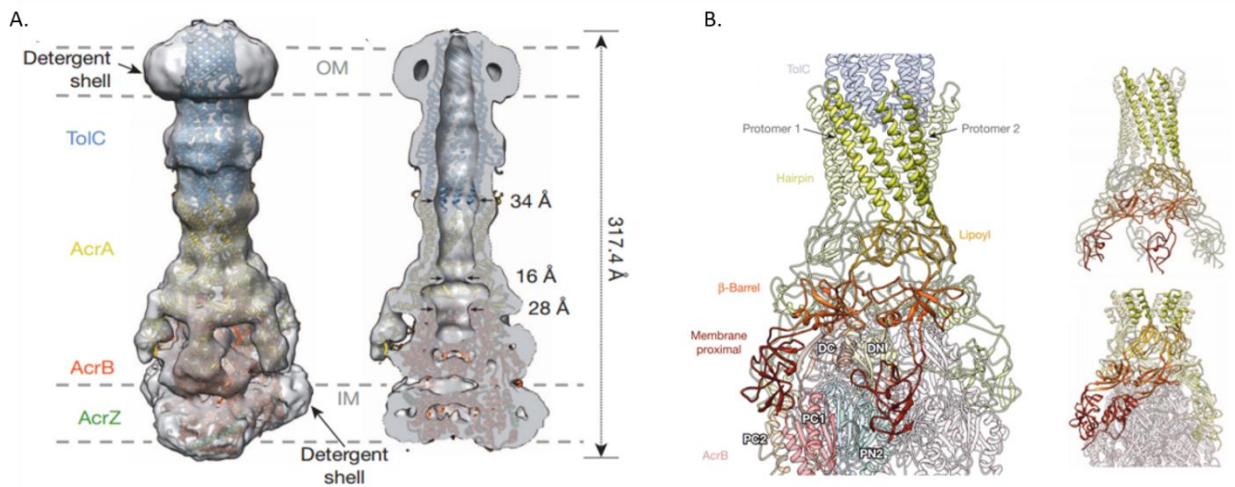 A.
Detergent
shell
OM
TolC
AcrA
AcrB
AcrZ
IM
34 Å
16 Å
28 Å
317.4 Å
Detergent
shell
B.
TolC
Protomer 1
Protomer 2
Hairpin
Lipoyl
β-Barrel
Membrane
proximal
DC
DN
PC1
PC2
PN2
AcrB